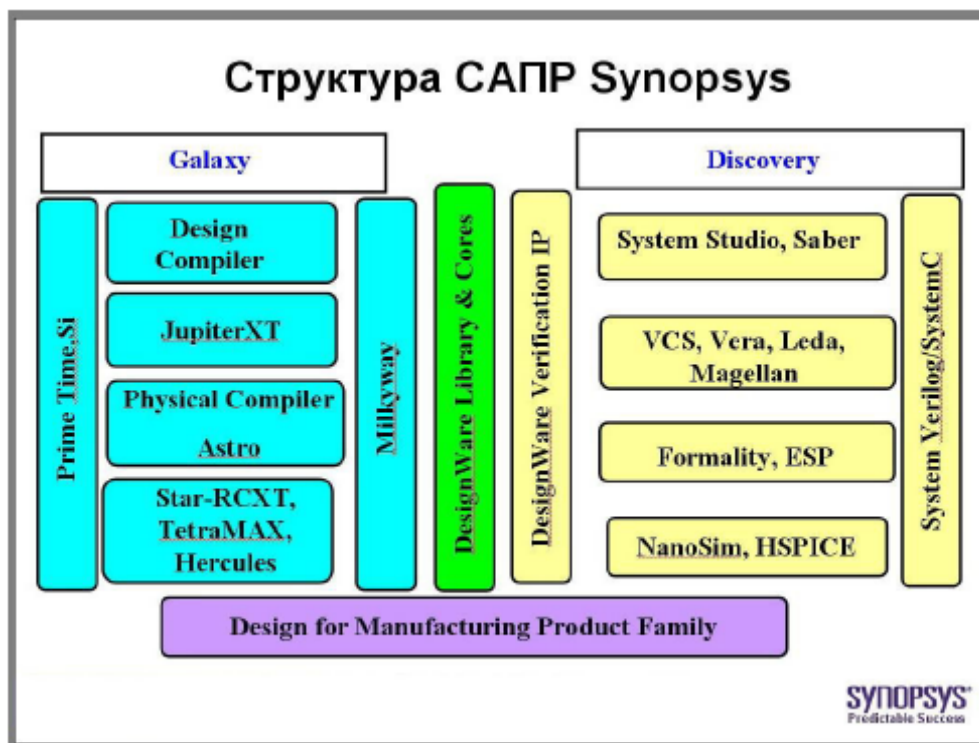 Структура САПР Synopsys
Galaxy
Discovery
Prime Time,Si
Design
Compiler
JupiterXT
Physical Compiler
Astro
Star-RCXT,
TetraMAX,
Hercules
Milkyway
DesignWare Library & Cores
DesignWare Verification IP
System Studio, Saber
VCS, Vera, Leda,
Magellan
Formality, ESP
NanoSim, HSPICE
System Verilog/SystemC
Design for Manufacturing Product Family
SYNOPSYS®
Predictable Success